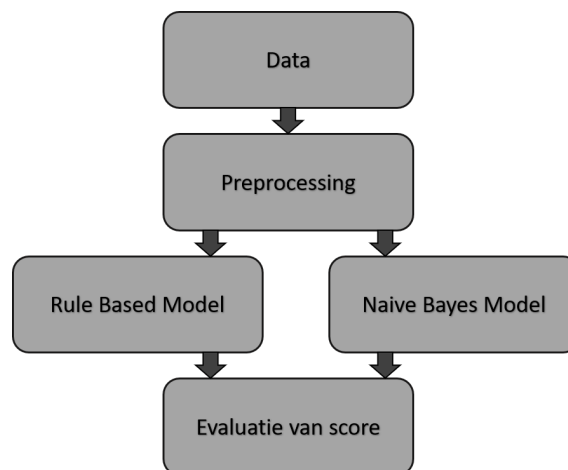 Data
Preprocessing
Rule Based Model
Naive Bayes Model
Evaluatie van score